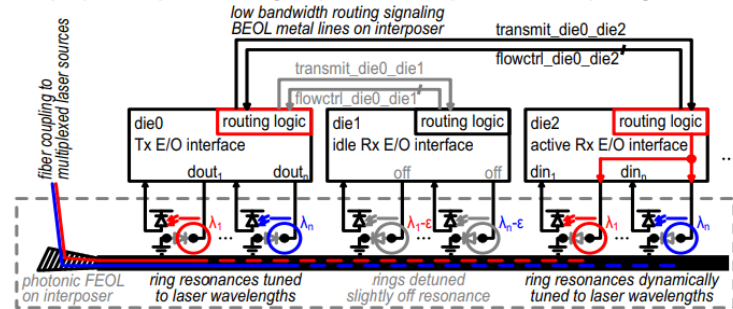 low bandwidth routing signaling
BEOL metal lines on interposer
fiber coupling to
multiplexed laser sources
transmit_die0_die2
flowctrl_die0_die2
transmit_die0_die1
flowctrl_die0_die1
die0
routing logic
Tx E/O interface
dout₁
doutₙ
die1
routing logic
idle Rx E/O interface
off
off
die2
routing logic
active Rx E/O interface
din₁
dinₙ
...
λ₁
...
λₙ
λ₁-ε
...
λₙ-ε
λ₁
...
λₙ
photonic FEOL
on interposer
ring resonances tuned
to laser wavelengths
rings detuned
slightly off resonance
ring resonances dynamically
tuned to laser wavelengths